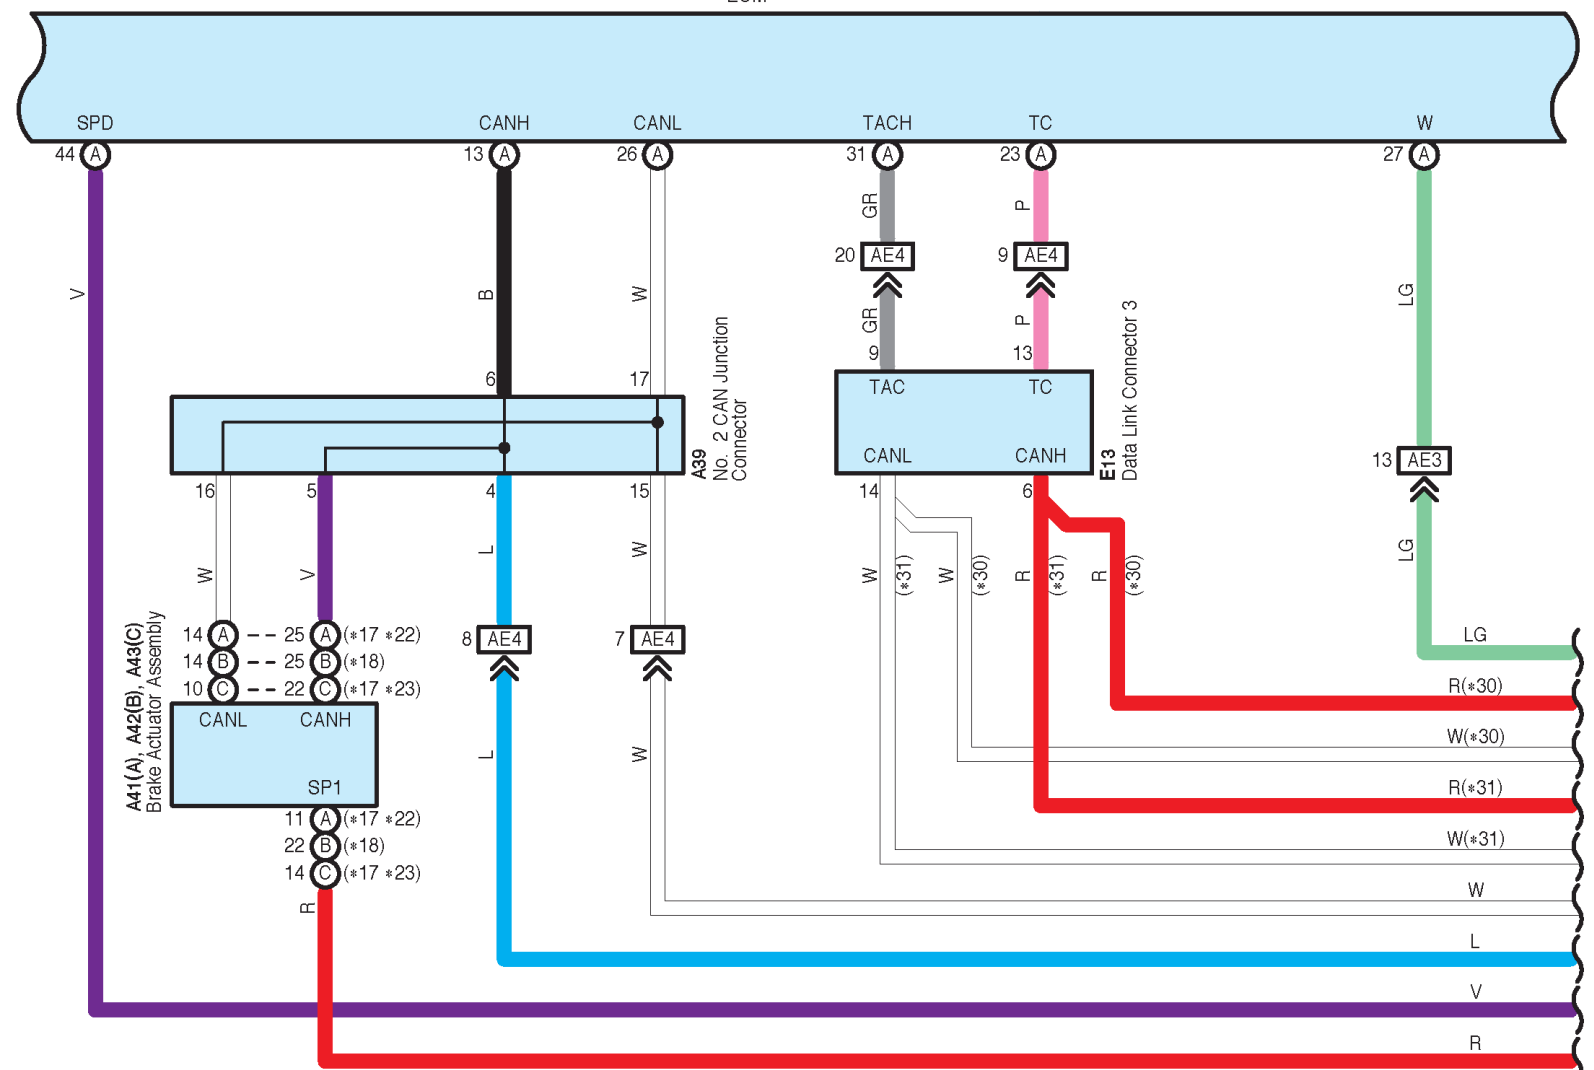 SPD CANH CANL TACH TC W
44 A 13 A 26 A 31 A 23 A 27 A
GR P
20 AE4 9 AE4
V B W LG
GR P
9 13
6 17
TAC TC
CANL CANH
E13
Data Link Connector 3
A39
No. 2 CAN Junction
Connector
13 AE3
16 5 4 15 14 6
W V L W W (*31) W (*30) R (*31) R (*30) LG
14 A -- 25 A (*17 *22)
14 B -- 25 B (*18)
10 C -- 22 C (*17 *23)
8 AE4 7 AE4
A41(A), A42(B), A43(C)
Brake Actuator Assembly
CANL CANH
SP1
11 A (*17 *22)
22 B (*18)
14 C (*17 *23)
R
L W
LG
R(*30)
W(*30)
R(*31)
W(*31)
W
L
V
R